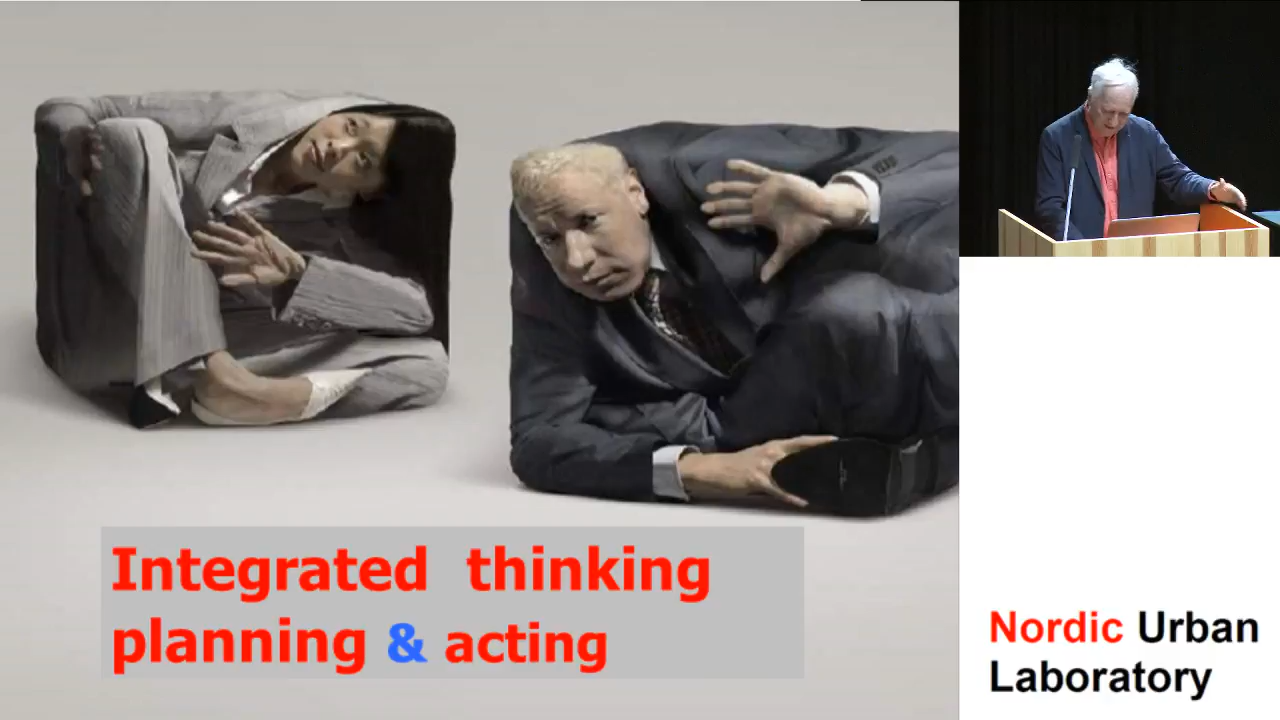 Integrated thinking
planning & acting
Nordic Urban
Laboratory